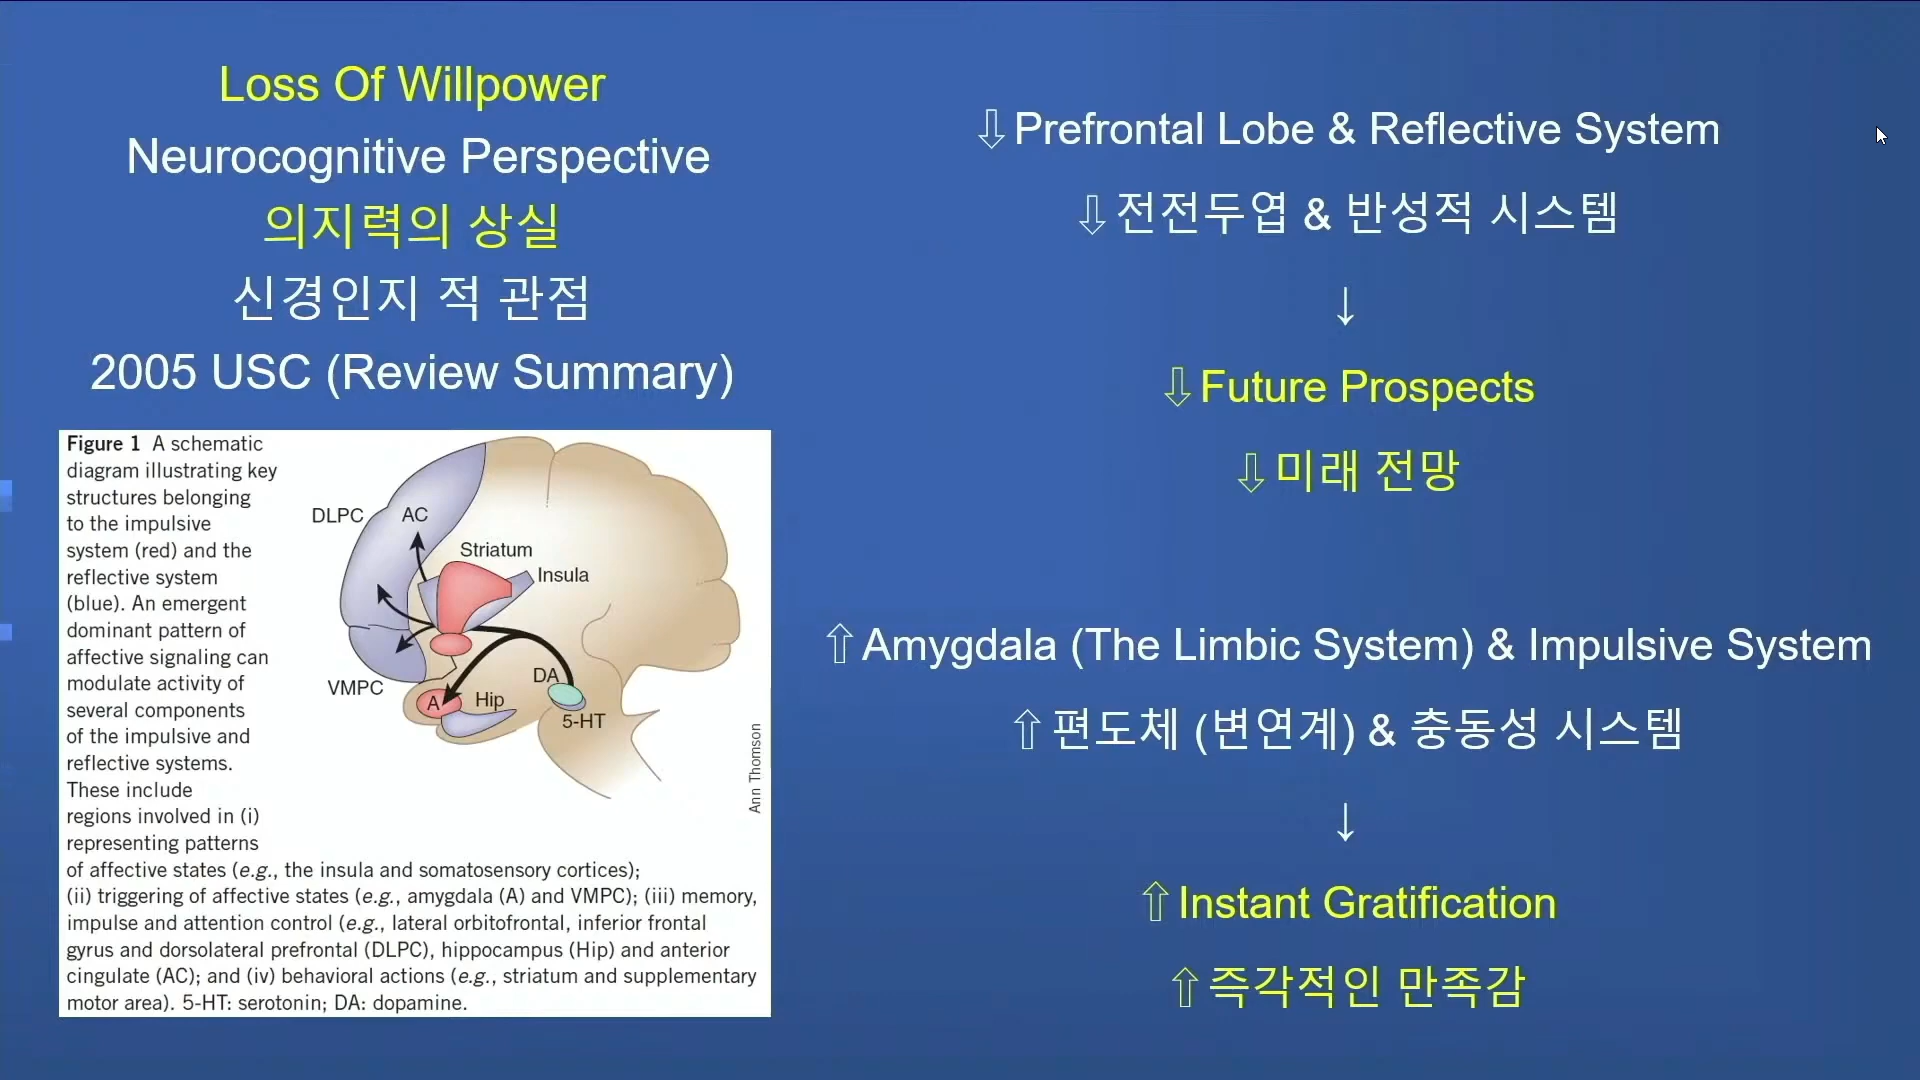 Loss Of Willpower
Neurocognitive Perspective
의지력의 상실
신경인지 적 관점
2005 USC (Review Summary)
Figure 1 A schematic
diagram illustrating key
structures belonging
to the impulsive
system (red) and the
reflective system
(blue). An emergent
dominant pattern of
affective signaling can
modulate activity of
several components
of the impulsive and
reflective systems.
These include
regions involved in (i)
representing patterns
of affective states (e.g., the insula and somatosensory cortices);
(ii) triggering of affective states (e.g., amygdala (A) and VMPC); (iii) memory,
impulse and attention control (e.g., lateral orbitofrontal, inferior frontal
gyrus and dorsolateral prefrontal (DLPC), hippocampus (Hip) and anterior
cingulate (AC); and (iv) behavioral actions (e.g., striatum and supplementary
motor area). 5-HT: serotonin; DA: dopamine.
DLPC
AC
Striatum
Insula
VMPC
A
Hip
DA
5-HT
Ann Thomson
⇩ Prefrontal Lobe & Reflective System
⇩ 전전두엽 & 반성적 시스템
↓
⇩ Future Prospects
⇩ 미래 전망
⇧ Amygdala (The Limbic System) & Impulsive System
⇧ 편도체 (변연계) & 충동성 시스템
↓
⇧ Instant Gratification
⇧ 즉각적인 만족감